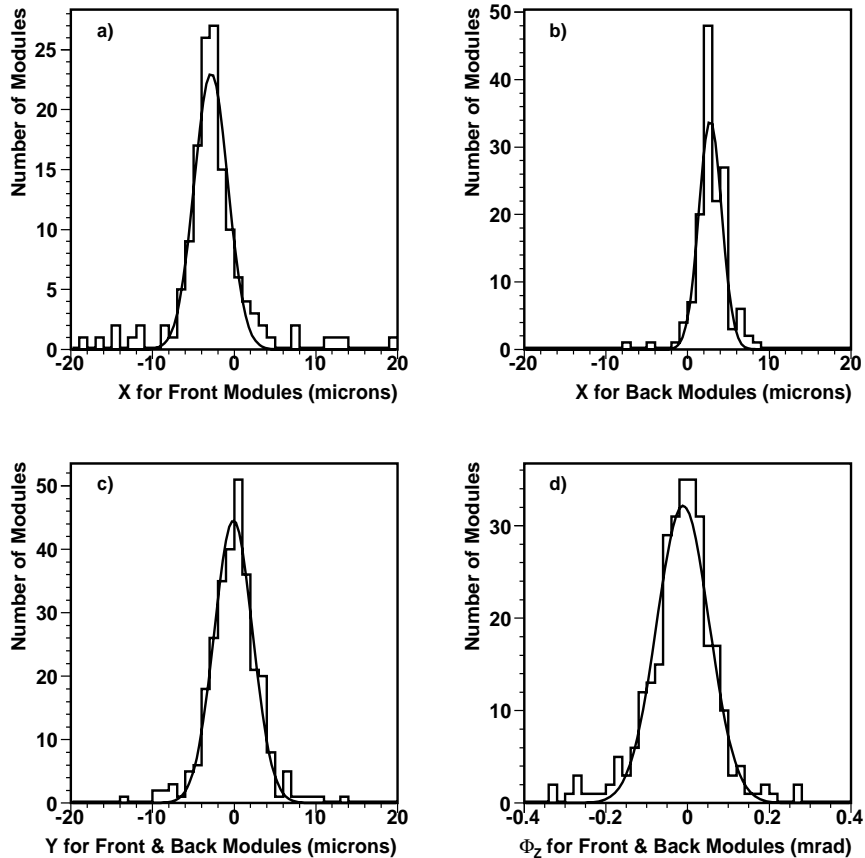 a)
Number of Modules
25
20
15
10
5
0
-20 -10 0 10 20
X for Front Modules (microns)
b)
Number of Modules
50
40
30
20
10
0
-20 -10 0 10 20
X for Back Modules (microns)
c)
Number of Modules
50
40
30
20
10
0
-20 -10 0 10 20
Y for Front & Back Modules (microns)
d)
Number of Modules
30
20
10
0
-0.4 -0.2 0 0.2 0.4
Φ_Z for Front & Back Modules (mrad)